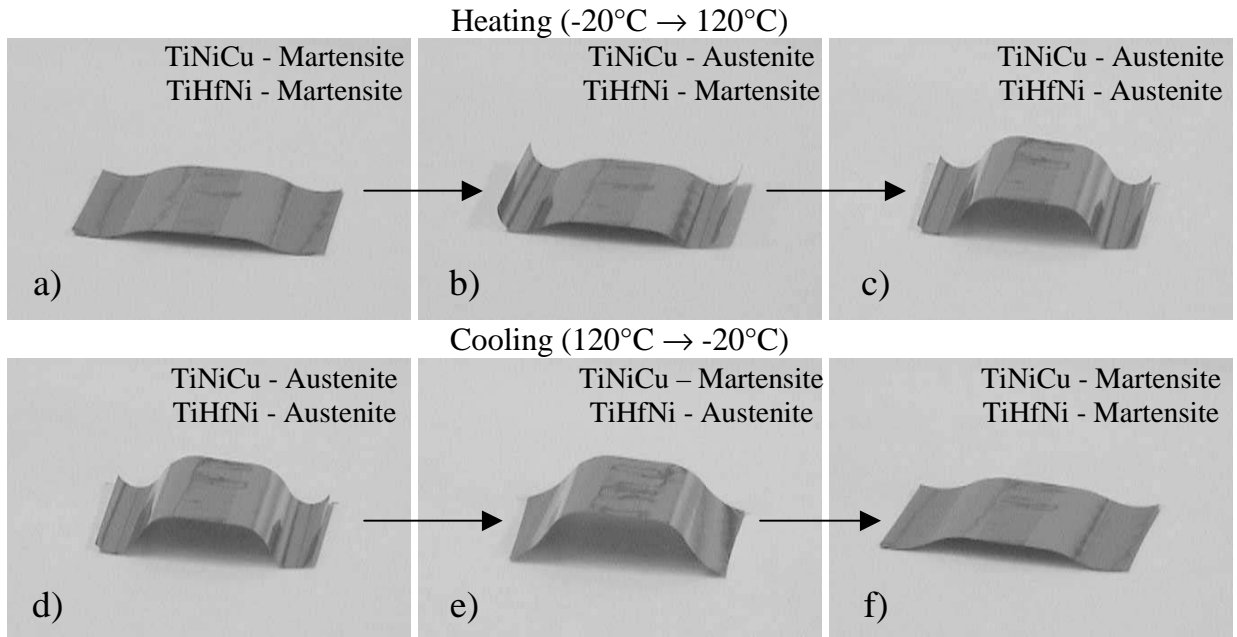 Heating (-20°C → 120°C)
TiNiCu - Martensite
TiHfNi - Martensite
a)
TiNiCu - Austenite
TiHfNi - Martensite
b)
TiNiCu - Austenite
TiHfNi - Austenite
c)
Cooling (120°C → -20°C)
TiNiCu - Austenite
TiHfNi - Austenite
d)
TiNiCu – Martensite
TiHfNi - Austenite
e)
TiNiCu - Martensite
TiHfNi - Martensite
f)